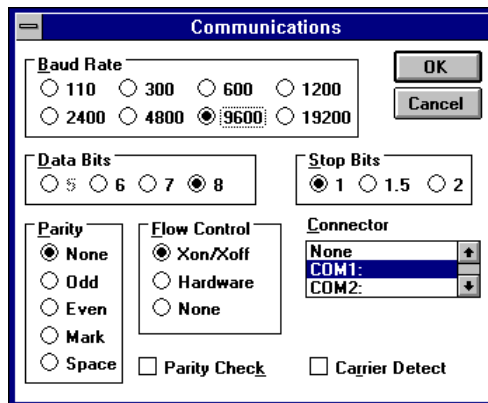 Communications
Baud Rate
110 300 600 1200
2400 4800 9600 19200
OK
Cancel
Data Bits
5 6 7 8
Stop Bits
1 1.5 2
Parity
None
Odd
Even
Mark
Space
Flow Control
Xon/Xoff
Hardware
None
Connector
None
COM1:
COM2:
Parity Check
Carrier Detect